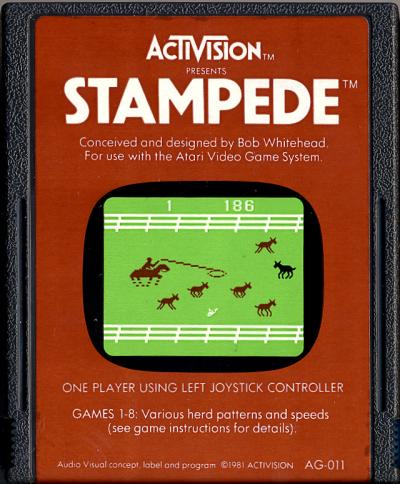 ACTIVISION™
PRESENTS
STAMPEDE™
Conceived and designed by Bob Whitehead.
For use with the Atari Video Game System.
1 186
ONE PLAYER USING LEFT JOYSTICK CONTROLLER
GAMES 1-8: Various herd patterns and speeds
(see game instructions for details).
Audio Visual concept, label and program ©1981 ACTIVISION AG-011